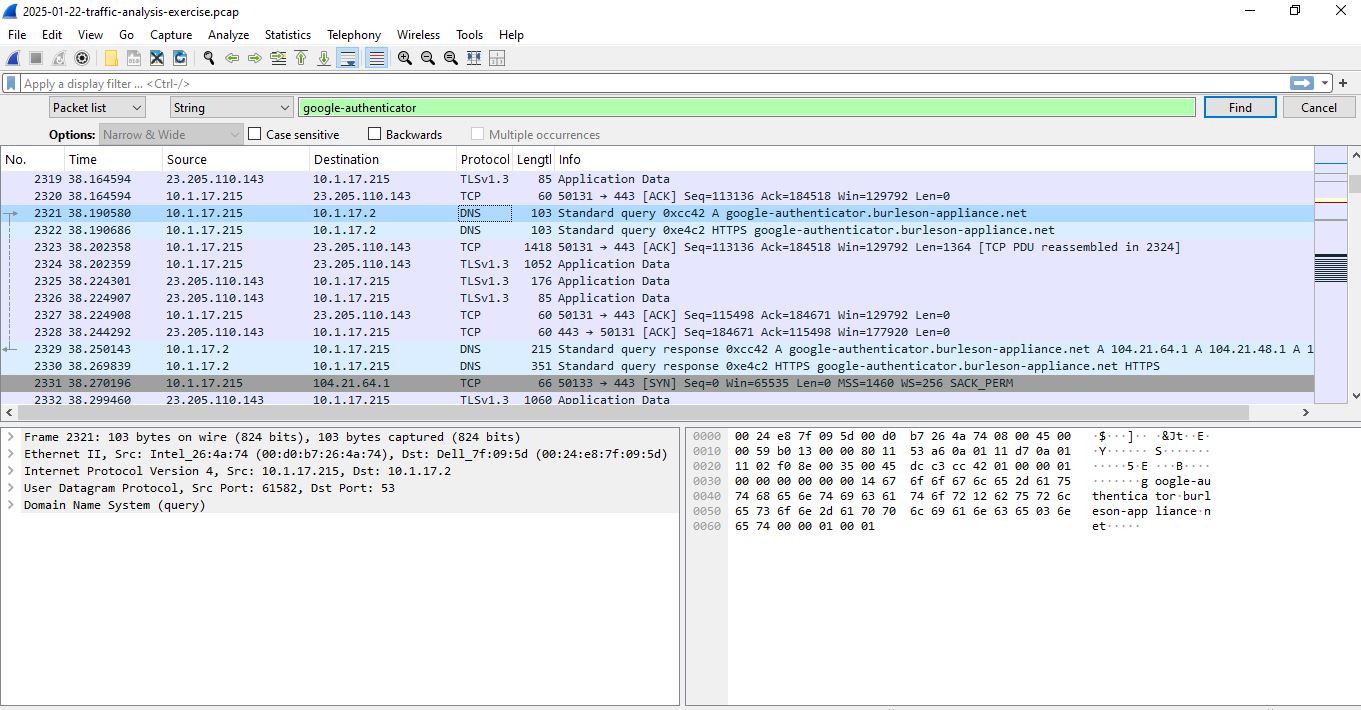 2025-01-22-traffic-analysis-exercise.pcap
File Edit View Go Capture Analyze Statistics Telephony Wireless Tools Help
Apply a display filter … <Ctrl-/>
Packet list String google-authenticator Find Cancel
Options: Narrow & Wide Case sensitive Backwards Multiple occurrences
No. Time Source Destination Protocol Lengtl Info
2319 38.164594 23.205.110.143 10.1.17.215 TLSv1.3 85 Application Data
2320 38.164594 10.1.17.215 23.205.110.143 TCP 60 50131 → 443 [ACK] Seq=113136 Ack=184518 Win=129792 Len=0
2321 38.190580 10.1.17.215 10.1.17.2 DNS 103 Standard query 0xcc42 A google-authenticator.burleson-appliance.net
2322 38.190686 10.1.17.215 10.1.17.2 DNS 103 Standard query 0xe4c2 HTTPS google-authenticator.burleson-appliance.net
2323 38.202358 10.1.17.215 23.205.110.143 TCP 1418 50131 → 443 [ACK] Seq=113136 Ack=184518 Win=129792 Len=1364 [TCP PDU reassembled in 2324]
2324 38.202359 10.1.17.215 23.205.110.143 TLSv1.3 1052 Application Data
2325 38.224301 23.205.110.143 10.1.17.215 TLSv1.3 176 Application Data
2326 38.224907 23.205.110.143 10.1.17.215 TLSv1.3 85 Application Data
2327 38.224908 10.1.17.215 23.205.110.143 TCP 60 50131 → 443 [ACK] Seq=115498 Ack=184671 Win=129792 Len=0
2328 38.244292 23.205.110.143 10.1.17.215 TCP 60 443 → 50131 [ACK] Seq=184671 Ack=115498 Win=177920 Len=0
2329 38.250143 10.1.17.2 10.1.17.215 DNS 215 Standard query response 0xcc42 A google-authenticator.burleson-appliance.net A 104.21.64.1 A 104.21.48.1 A 1
2330 38.269839 10.1.17.2 10.1.17.215 DNS 351 Standard query response 0xe4c2 HTTPS google-authenticator.burleson-appliance.net HTTPS
2331 38.270196 10.1.17.215 104.21.64.1 TCP 66 50133 → 443 [SYN] Seq=0 Win=65535 Len=0 MSS=1460 WS=256 SACK_PERM
2332 38.299460 10.1.17.215 23.205.110.143 TLSv1.3 1060 Application Data
Frame 2321: 103 bytes on wire (824 bits), 103 bytes captured (824 bits)
Ethernet II, Src: Intel_26:4a:74 (00:d0:b7:26:4a:74), Dst: Dell_7f:09:5d (00:24:e8:7f:09:5d)
Internet Protocol Version 4, Src: 10.1.17.215, Dst: 10.1.17.2
User Datagram Protocol, Src Port: 61582, Dst Port: 53
Domain Name System (query)
0000 00 24 e8 7f 09 5d 00 d0 b7 26 4a 74 08 00 45 00 ·$···]·· ·&Jt··E·
0010 00 59 b0 13 00 00 80 11 53 a6 0a 01 11 d7 0a 01 ·Y······ S·······
0020 11 02 f0 8e 00 35 00 45 dc c3 cc 42 01 00 00 01 ·····5·E ···B····
0030 00 00 00 00 00 00 14 67 6f 6f 67 6c 65 2d 61 75 ·······g oogle-au
0040 74 68 65 6e 74 69 63 61 74 6f 72 12 62 75 72 6c thentica tor·burl
0050 65 73 6f 6e 2d 61 70 70 6c 69 61 6e 63 65 03 6e eson-app liance·n
0060 65 74 00 00 01 00 01 et·····